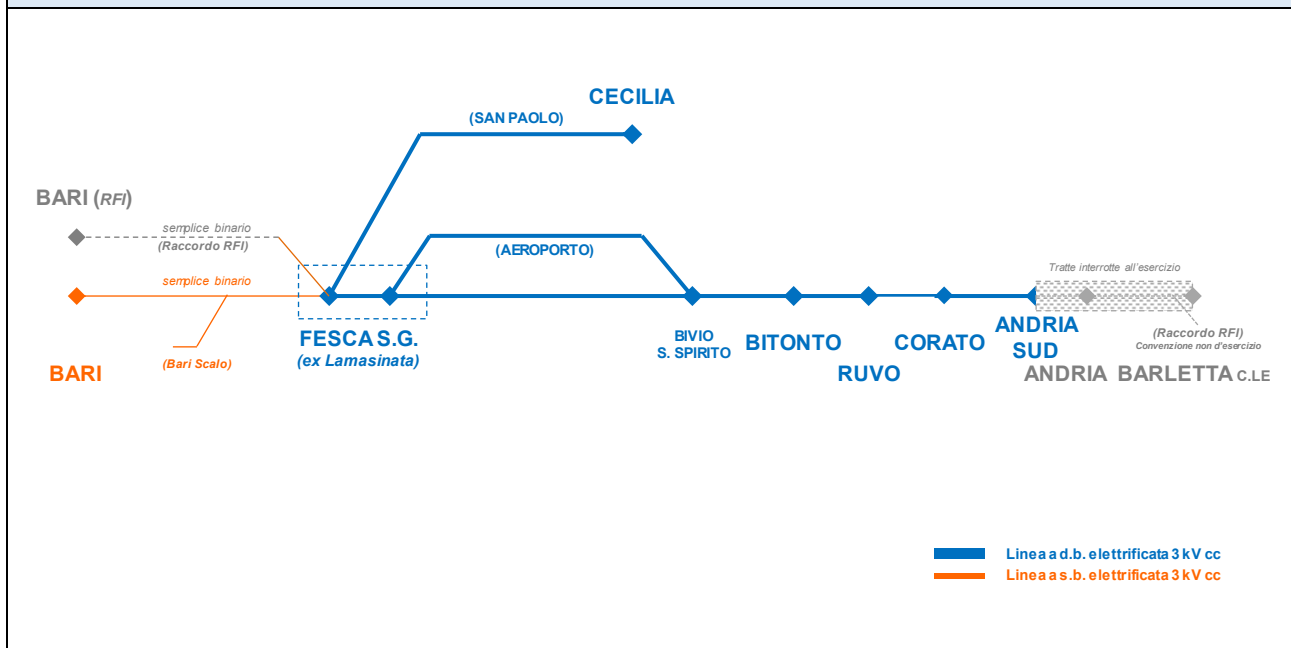 CECILIA
(SAN PAOLO)
BARI (RFI)
semplice binario
(Raccordo RFI)
(AEROPORTO)
semplice binario
Tratte interrotte all'esercizio
FESCA S.G.
(ex Lamasinata)
(Bari Scalo)
BARI
BIVIO
S. SPIRITO
BITONTO
RUVO
CORATO
ANDRIA
SUD
(Raccordo RFI)
Convenzione non d'esercizio
ANDRIA
BARLETTA C.LE
Linea a d.b. elettrificata 3 kV cc
Linea a s.b. elettrificata 3 kV cc